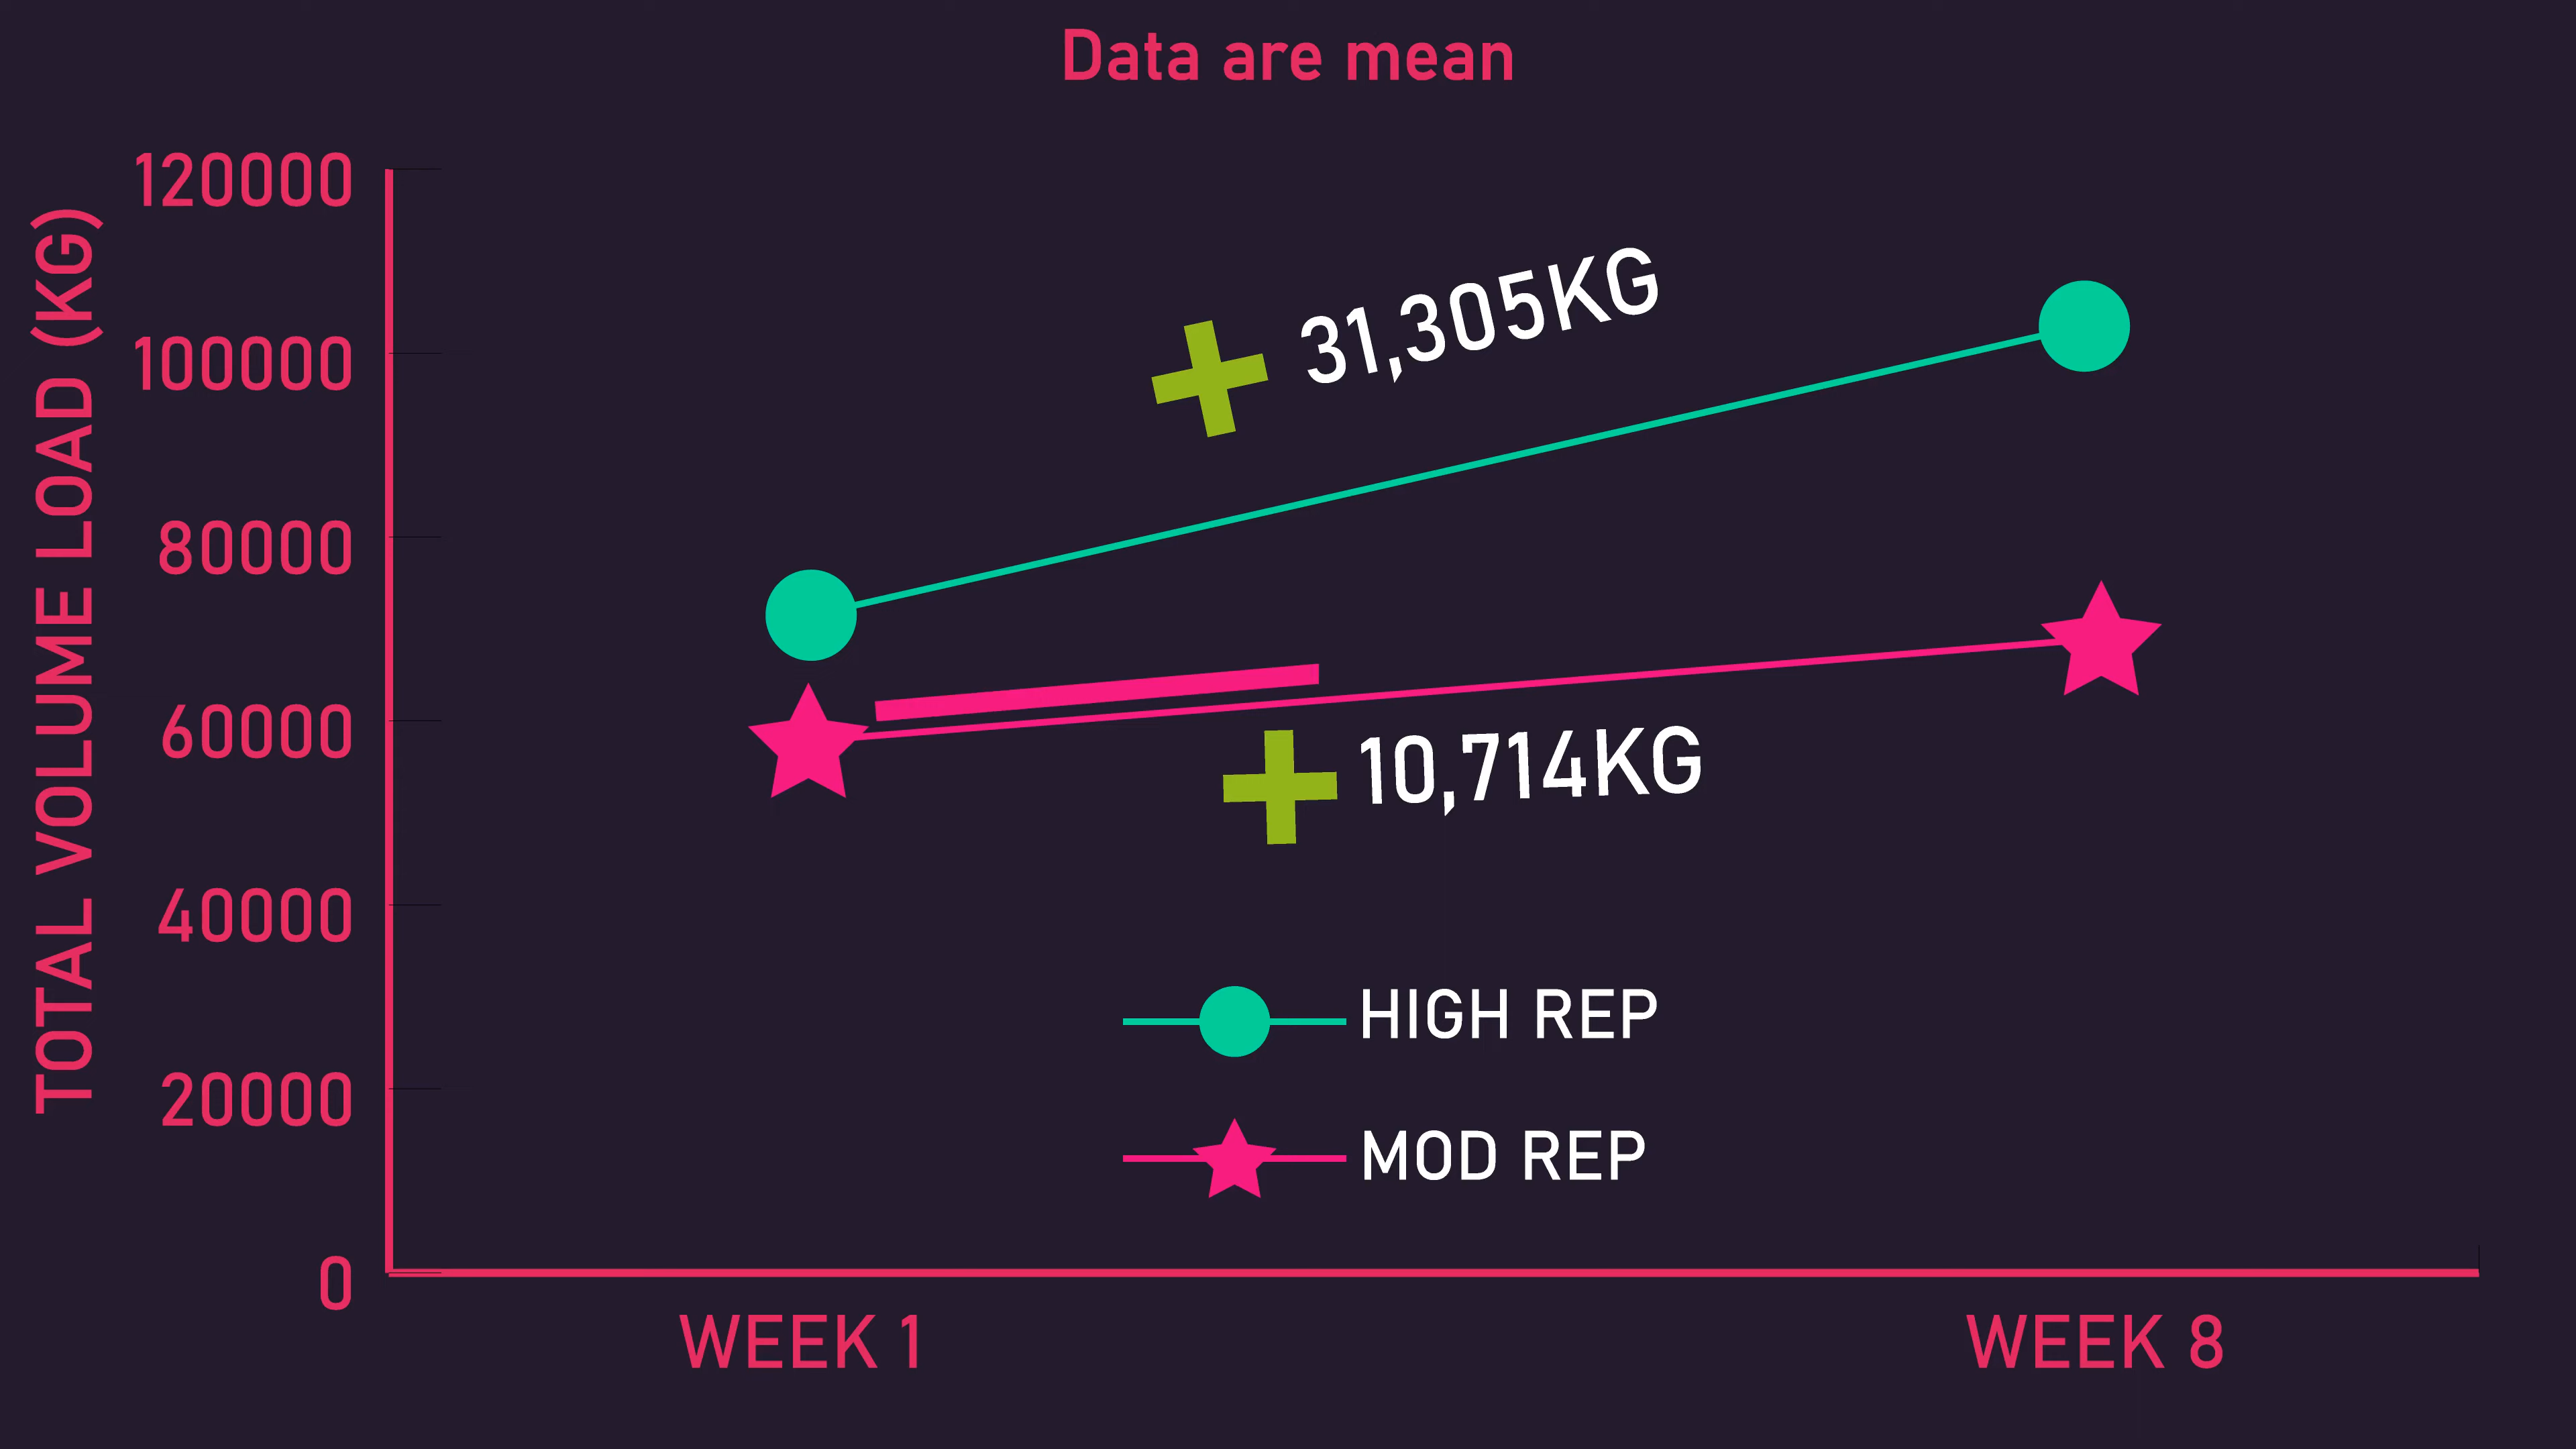 Data are mean
TOTAL VOLUME LOAD (KG)
120000
100000
80000
60000
40000
20000
0
31,305KG
10,714KG
HIGH REP
MOD REP
WEEK 1
WEEK 8